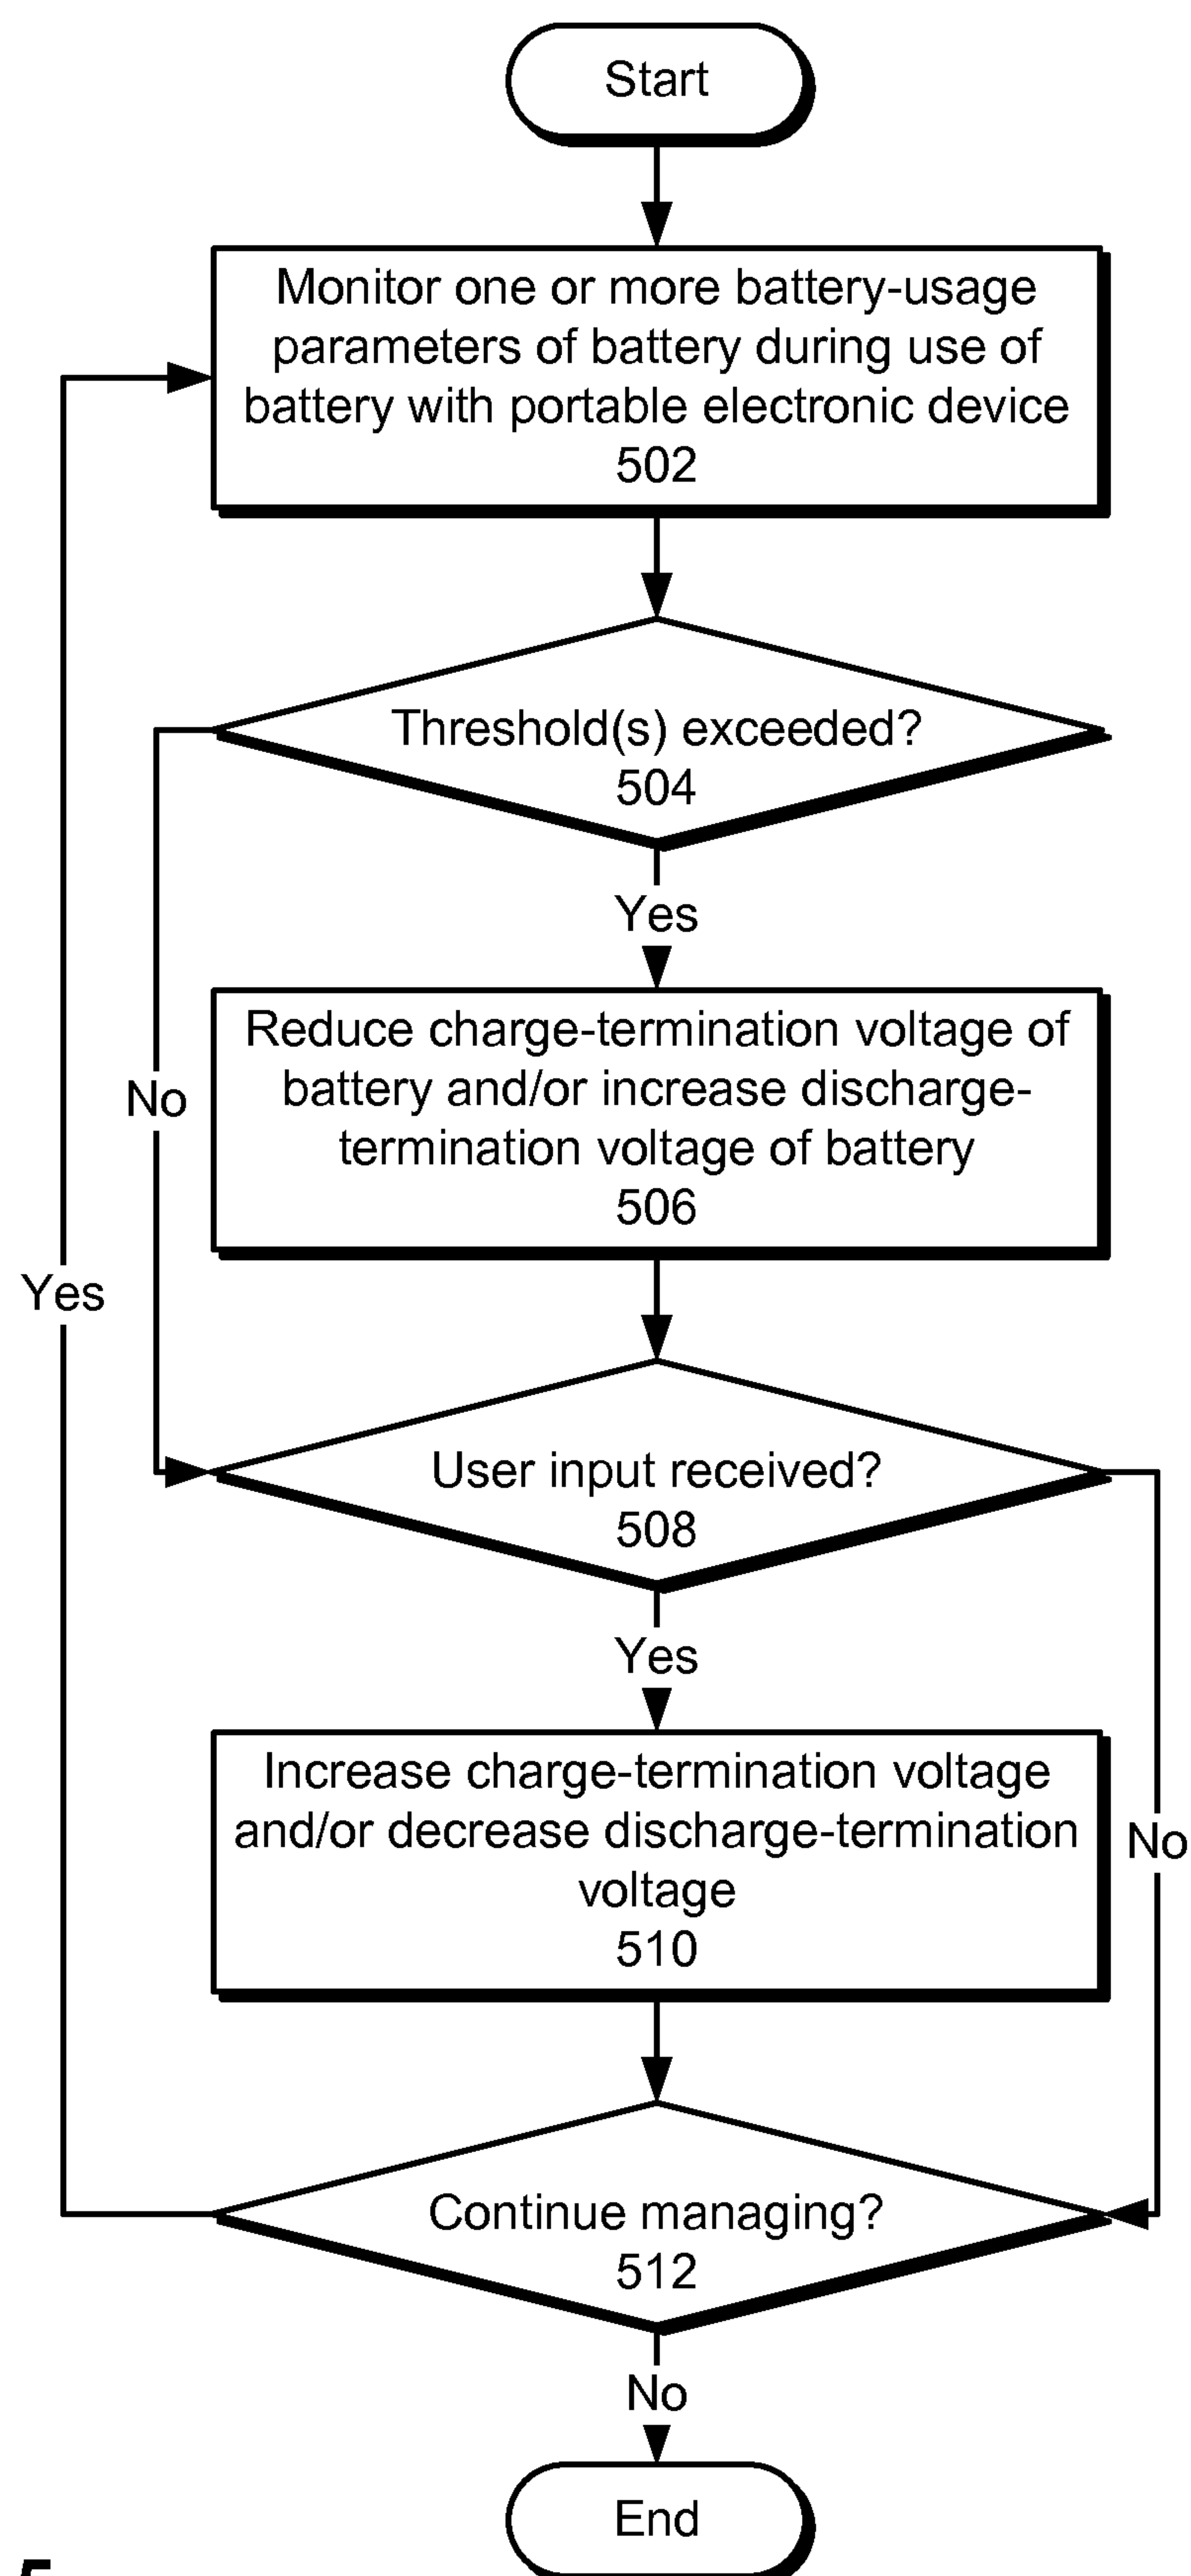 Start
Monitor one or more battery-usage
parameters of battery during use of
battery with portable electronic device
502
Threshold(s) exceeded?
504
Yes
No
Reduce charge-termination voltage of
battery and/or increase discharge-
termination voltage of battery
506
Yes
User input received?
508
Yes
Increase charge-termination voltage
and/or decrease discharge-termination
voltage
510
No
Continue managing?
512
No
End